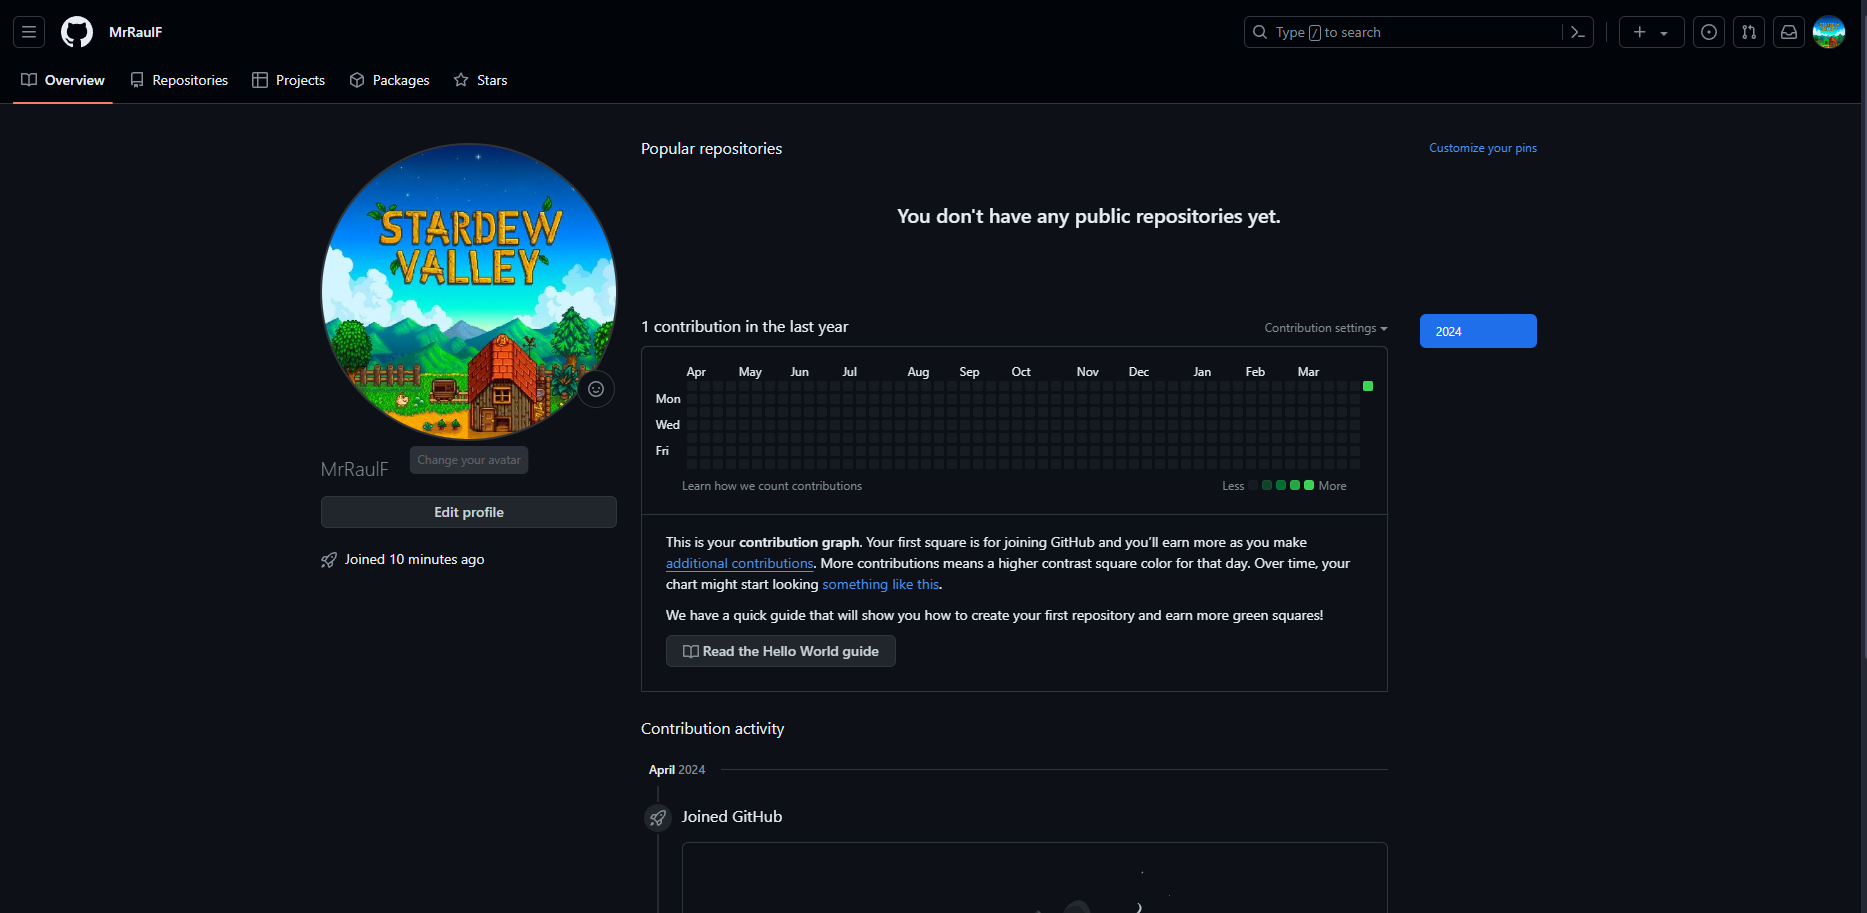 MrRaulF
Type / to search
Overview
Repositories
Projects
Packages
Stars
STARDEW
VALLEY
MrRaulF
Change your avatar
Edit profile
Joined 10 minutes ago
Popular repositories
Customize your pins
You don't have any public repositories yet.
1 contribution in the last year
Contribution settings
2024
Apr May Jun Jul Aug Sep Oct Nov Dec Jan Feb Mar
Mon
Wed
Fri
Learn how we count contributions
Less
More
This is your contribution graph. Your first square is for joining GitHub and you’ll earn more as you make
additional contributions. More contributions means a higher contrast square color for that day. Over time, your
chart might start looking something like this.
We have a quick guide that will show you how to create your first repository and earn more green squares!
Read the Hello World guide
Contribution activity
April 2024
Joined GitHub